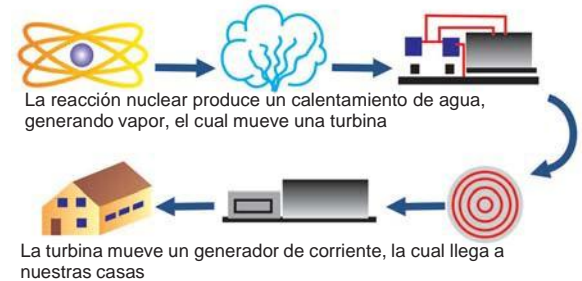 La reacción nuclear produce un calentamiento de agua,
generando vapor, el cual mueve una turbina
La turbina mueve un generador de corriente, la cual llega a
nuestras casas